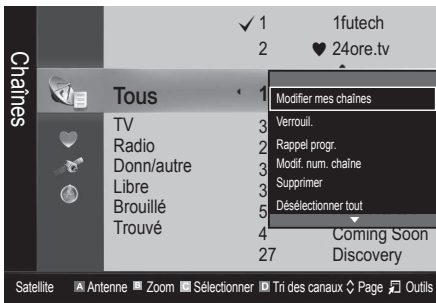 Chaînes
✓ 1 1futech
2 ♥ 24ore.tv
Tous 1
TV 3
Radio 2
Donn/autre 3
Libre 3
Brouillé 5
Trouvé 4 Coming Soon
27 Discovery
Modifier mes chaînes
Verrouil.
Rappel progr.
Modif. num. chaîne
Supprimer
Désélectionner tout
Satellite A Antenne B Zoom C Sélectionner D Tri des canaux Page Outils